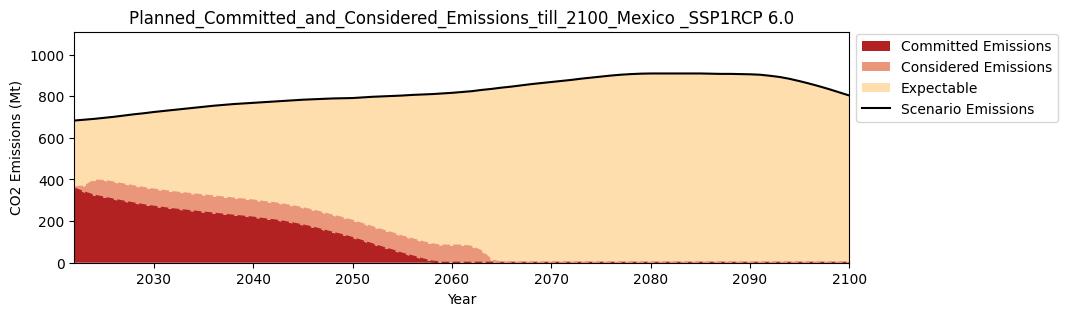 Planned_Committed_and_Considered_Emissions_till_2100_Mexico _SSP1RCP 6.0
CO2 Emissions (Mt)
1000
800
600
400
200
0
2030
2040
2050
2060
2070
2080
2090
2100
Year
Committed Emissions
Considered Emissions
Expectable
Scenario Emissions